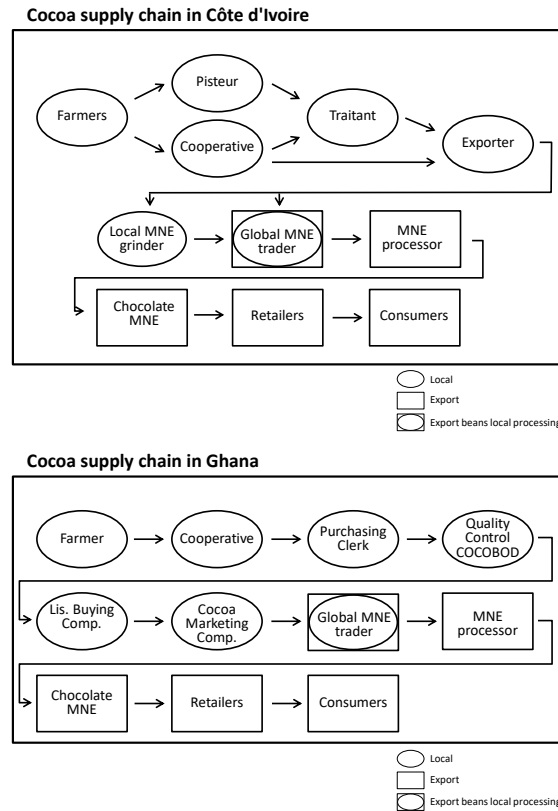 Cocoa supply chain in Côte d'Ivoire
Pisteur
Farmers
Traitant
Cooperative
Exporter
Local MNE
grinder
Global MNE
trader
MNE
processor
Chocolate
MNE
Retailers
Consumers
Local
Export
Export beans local processing
Cocoa supply chain in Ghana
Farmer
Cooperative
Purchasing
Clerk
Quality
Control
COCOBOD
Lis. Buying
Comp.
Cocoa
Marketing
Comp.
Global MNE
trader
MNE
processor
Chocolate
MNE
Retailers
Consumers
Local
Export
Export beans local processing